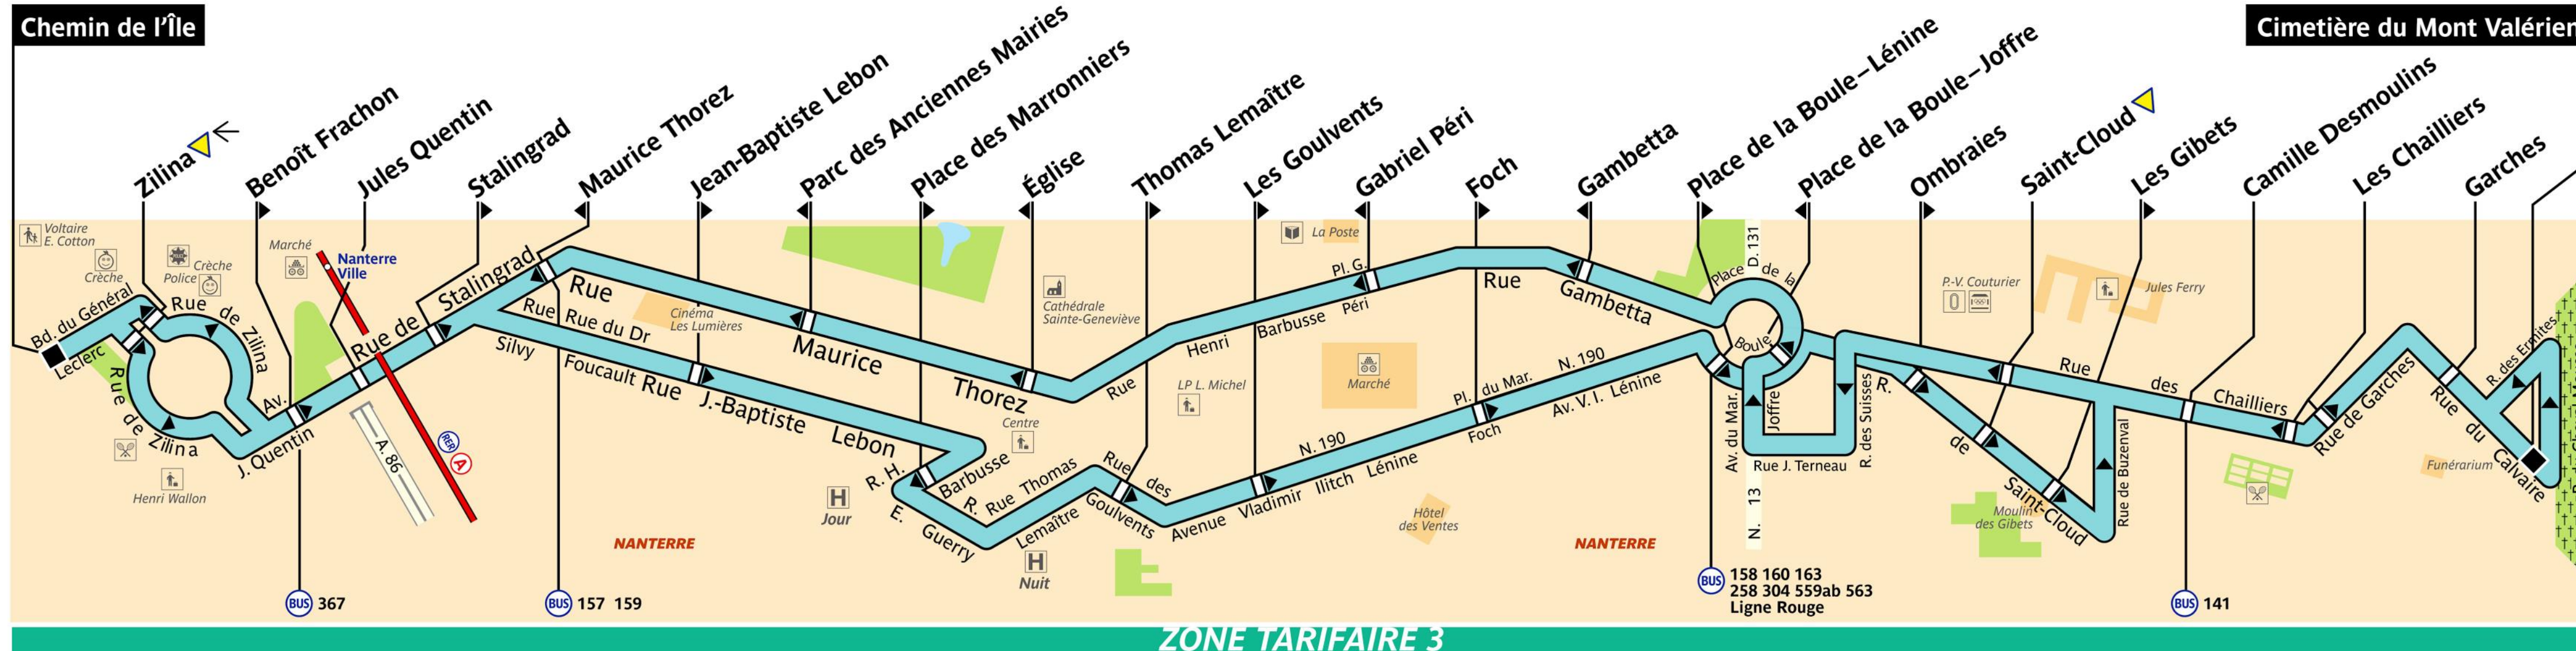 Chemin de l'Île
Cimetière du Mont Valérien
Zilina
Benoît Frachon
Jules Quentin
Stalingrad
Maurice Thorez
Jean-Baptiste Lebon
Parc des Anciennes Mairies
Place des Marronniers
Église
Thomas Lemaître
Les Goulvents
Gabriel Péri
Foch
Gambetta
Place de la Boule–Lénine
Place de la Boule–Joffre
Ombraies
Saint-Cloud
Les Gibets
Camille Desmoulins
Les Chailliers
Garches
Voltaire
E. Cotton
Crèche
Police
Crèche
Marché
Nanterre
Ville
Bd. du Général
Leclerc
Rue de Zilina
Rue de Zilina
Av.
J. Quentin
Henri Wallon
A. 86
RER
A
Rue de Stalingrad
Rue
Maurice
Thorez
Rue
Silvy
Rue du Dr
Foucault
Rue
J.-Baptiste
Lebon
Cinéma
Les Lumières
R. H.
Barbusse
R.
E.
Guerry
Rue Thomas
Lemaître
Rue des
Goulvents
Centre
H
Jour
H
Nuit
Cathédrale
Sainte-Geneviève
LP L. Michel
Rue
Henri
Barbusse
Pl. G.
Péri
La Poste
Marché
Avenue Vladimir Ilitch Lénine
N. 190
Pl. du Mar.
Foch
N. 190
Av. V. I. Lénine
Hôtel
des Ventes
Rue
Gambetta
Place de la
Boule
D. 131
N. 13
Av. du Mar.
Joffre
Rue J. Terneau
R. des Suisses
R.
de
Saint-Cloud
P.-V. Couturier
Jules Ferry
Moulin
des Gibets
Rue de Buzenval
Rue
des
Chailliers
Rue de Garches
Rue
du
Calvaire
R. des Ermites
Funérarium
NANTERRE
NANTERRE
BUS 367
BUS 157 159
BUS 158 160 163
258 304 559ab 563
Ligne Rouge
BUS 141
ZONE TARIFAIRE 3